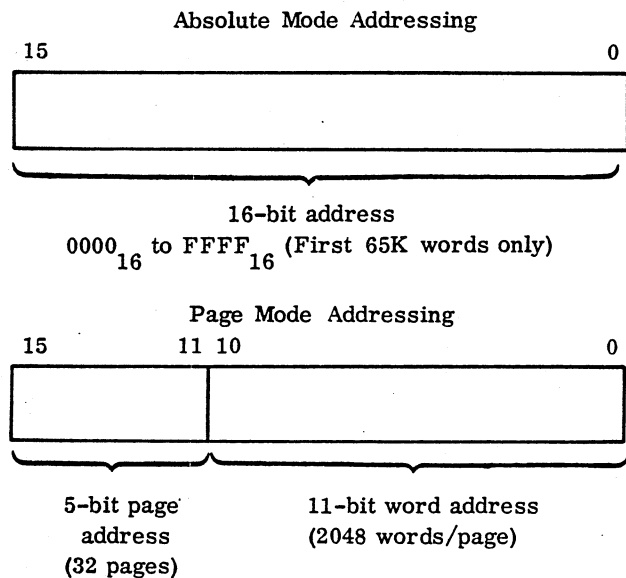 Absolute Mode Addressing
15 0
16-bit address
0000₁₆ to FFFF₁₆ (First 65K words only)
Page Mode Addressing
15 11 10 0
5-bit page 11-bit word address
address (2048 words/page)
(32 pages)